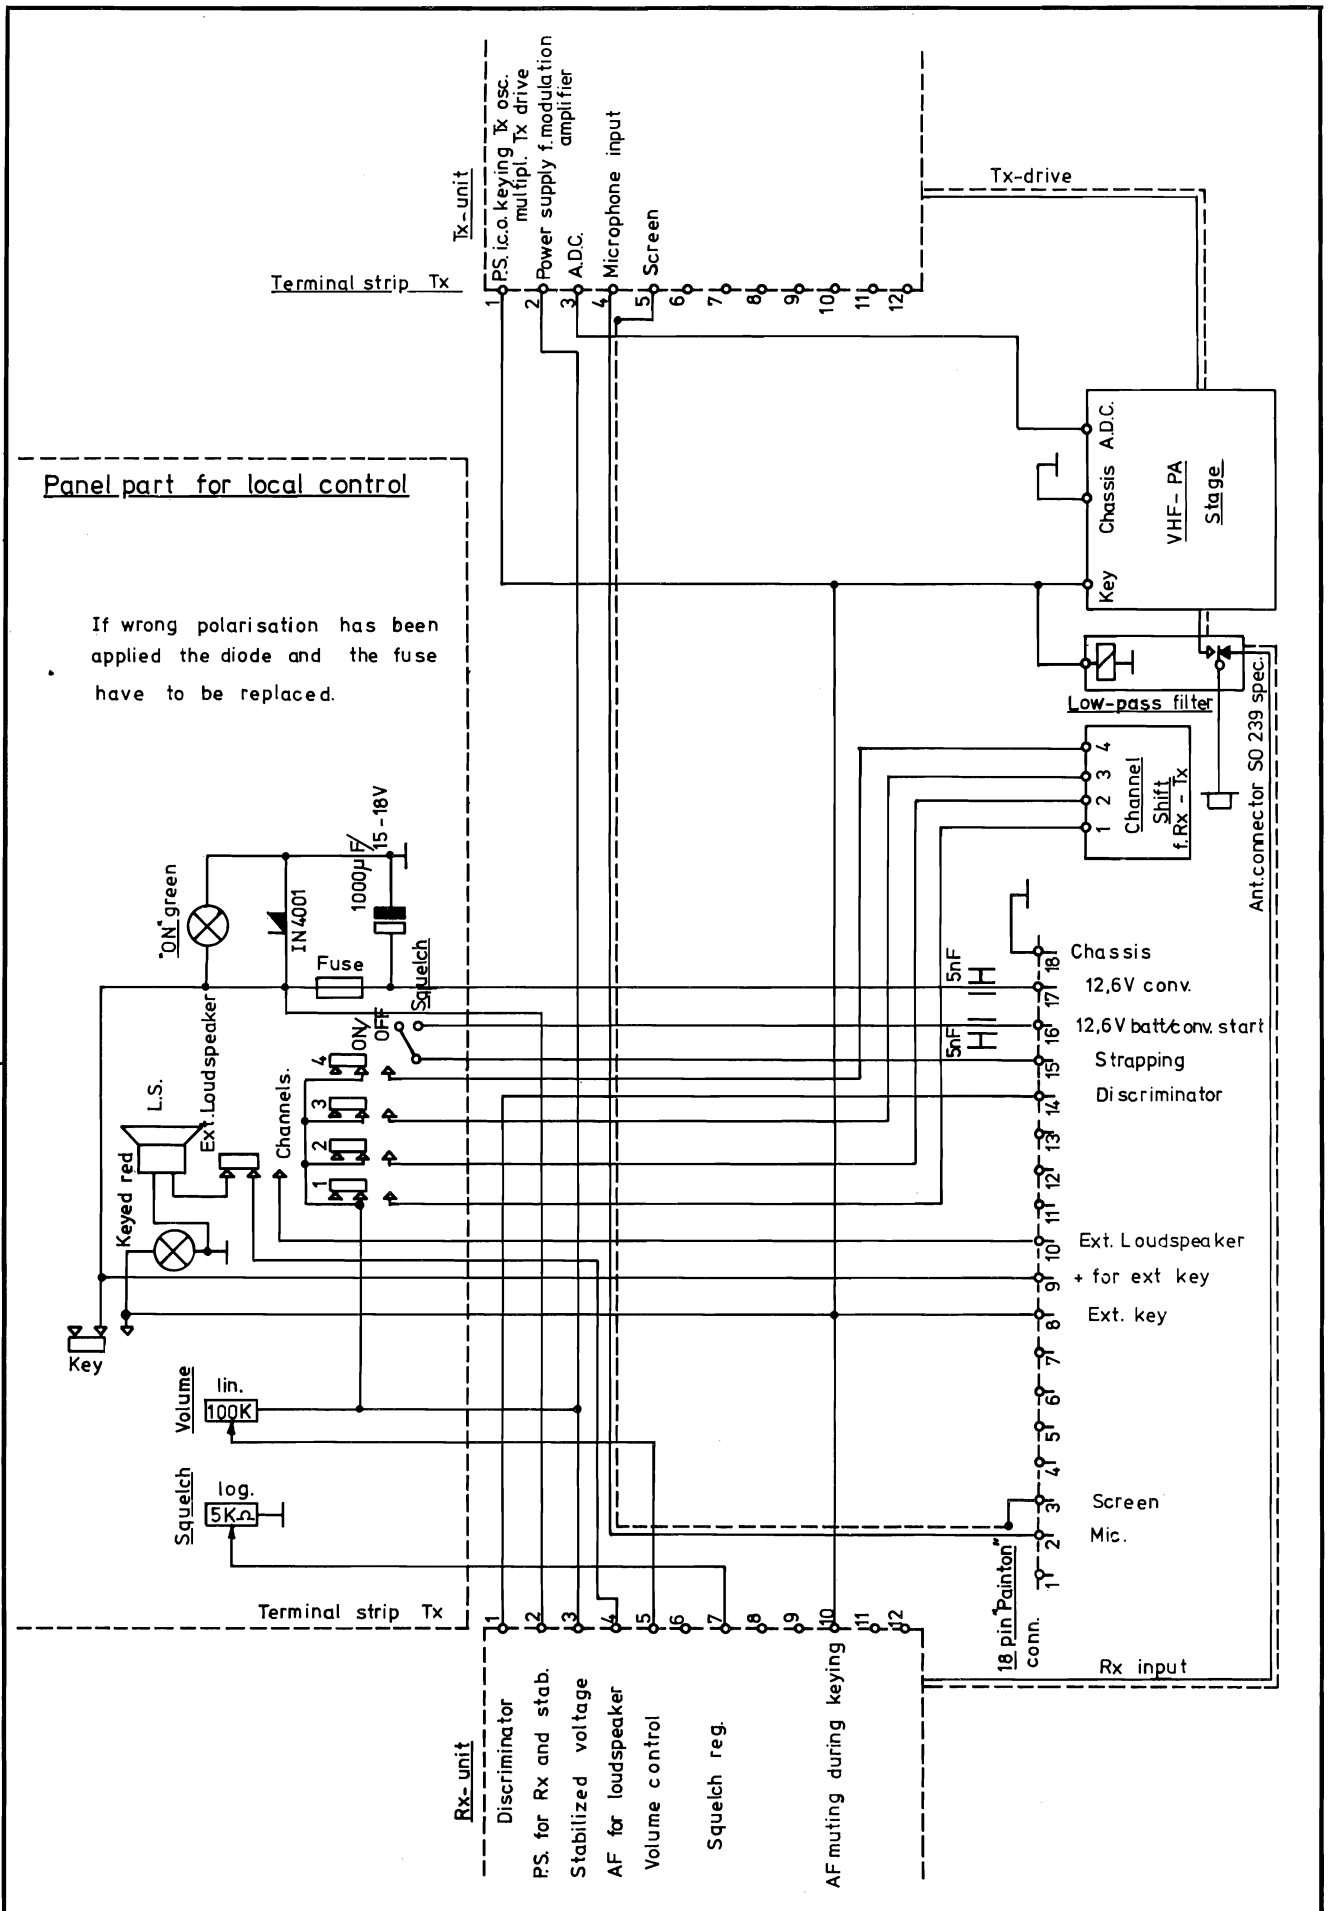 Tx-unit
P.S. i.c.o. keying Tx osc.
multipl. Tx drive
Power supply f. modulation
amplifier
A.D.C.
Microphone input
Screen
Terminal strip Tx
1
2
3
4
5
6
7
8
9
10
11
12
Tx-drive
Panel part for local control
If wrong polarisation has been
applied the diode and the fuse
have to be replaced.
Key
Chassis
A.D.C.
VHF-PA
Stage
Low-pass filter
Ant.connector SO 239 spec.
1
2
3
4
Channel
Shift
f.Rx - Tx
"ON" green
IN4001
1000µF/
15-18V
Fuse
Squelch
ON/
OFF
Ext.Loudspeaker
L.S.
Keyed red
Channels.
1
2
3
4
Key
Volume
lin.
100K
Squelch
log.
5KΩ
Terminal strip Tx
5nF
5nF
18
Chassis
17
12,6V conv.
16
12,6V batt/conv. start
15
Strapping
14
Discriminator
13
12
11
10
Ext. Loudspeaker
9
+ for ext key
8
Ext. key
7
6
5
4
3
Screen
2
Mic.
1
18 pin "Painton"
conn.
Rx input
Rx-unit
1
2
3
4
5
6
7
8
9
10
11
12
Discriminator
P.S. for Rx and stab.
Stabilized voltage
AF for loudspeaker
Volume control
Squelch reg.
AF muting during keying